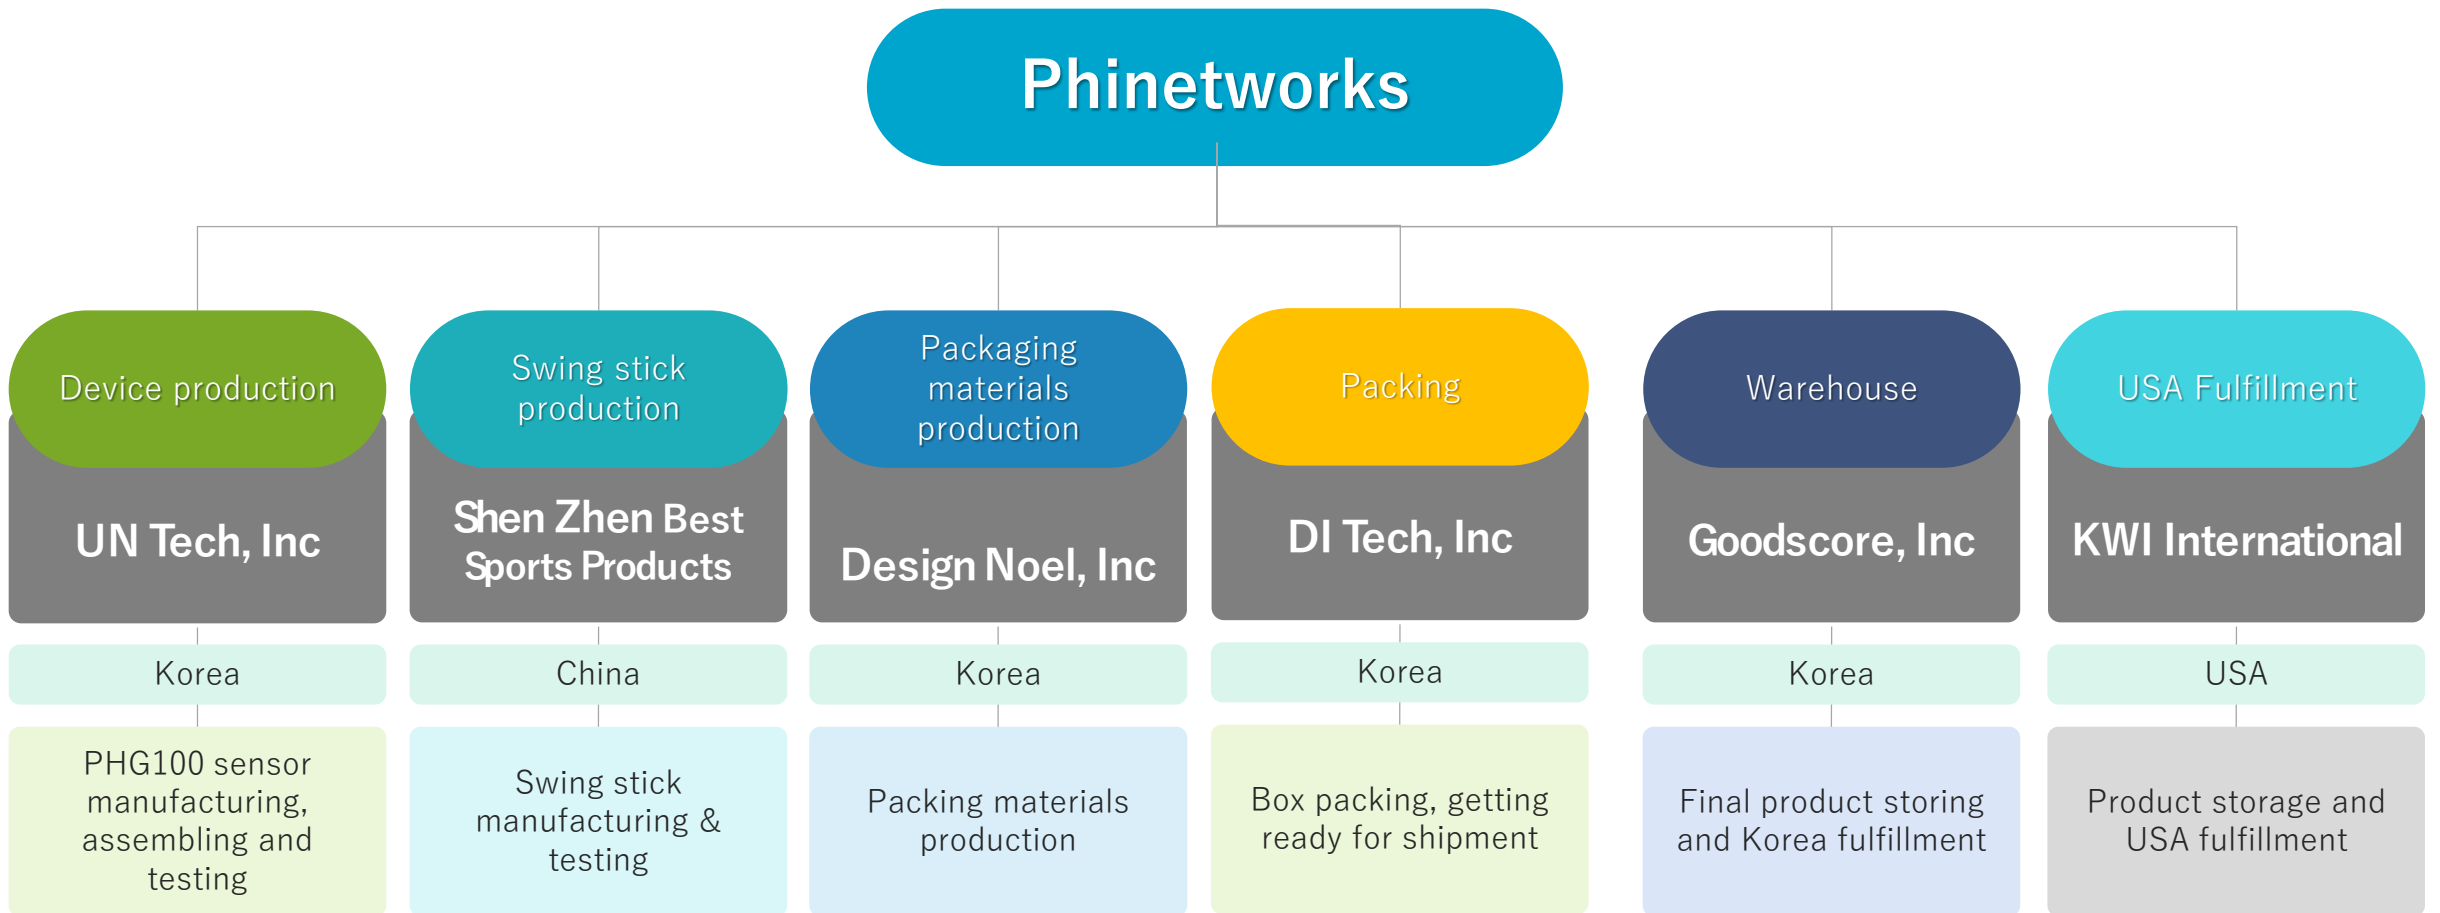 Phinetworks
Device production
Swing stick
production
Packaging
materials
production
Packing
Warehouse
USA Fulfillment
UN Tech, Inc
Shen Zhen Best
Sports Products
Design Noel, Inc
DI Tech, Inc
Goodscore, Inc
KWI International
Korea
China
Korea
Korea
Korea
USA
PHG100 sensor
manufacturing,
assembling and
testing
Swing stick
manufacturing &
testing
Packing materials
production
Box packing, getting
ready for shipment
Final product storing
and Korea fulfillment
Product storage and
USA fulfillment